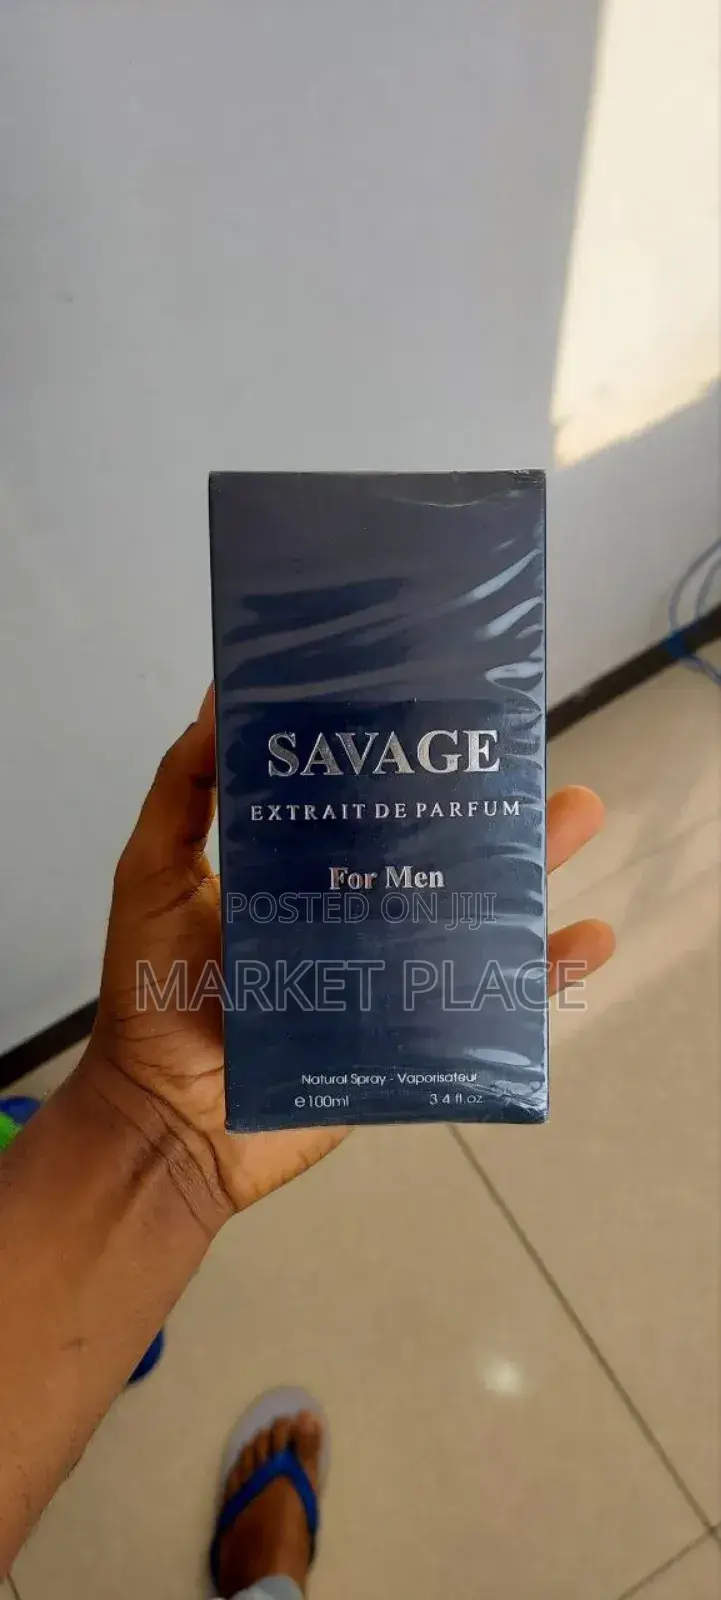 SAVAGE
EXTRAIT DE PARFUM
For Men
POSTED ON JIJI
MARKET PLACE
Natural Spray - Vaporisateur
e100ml 3.4 fl.oz